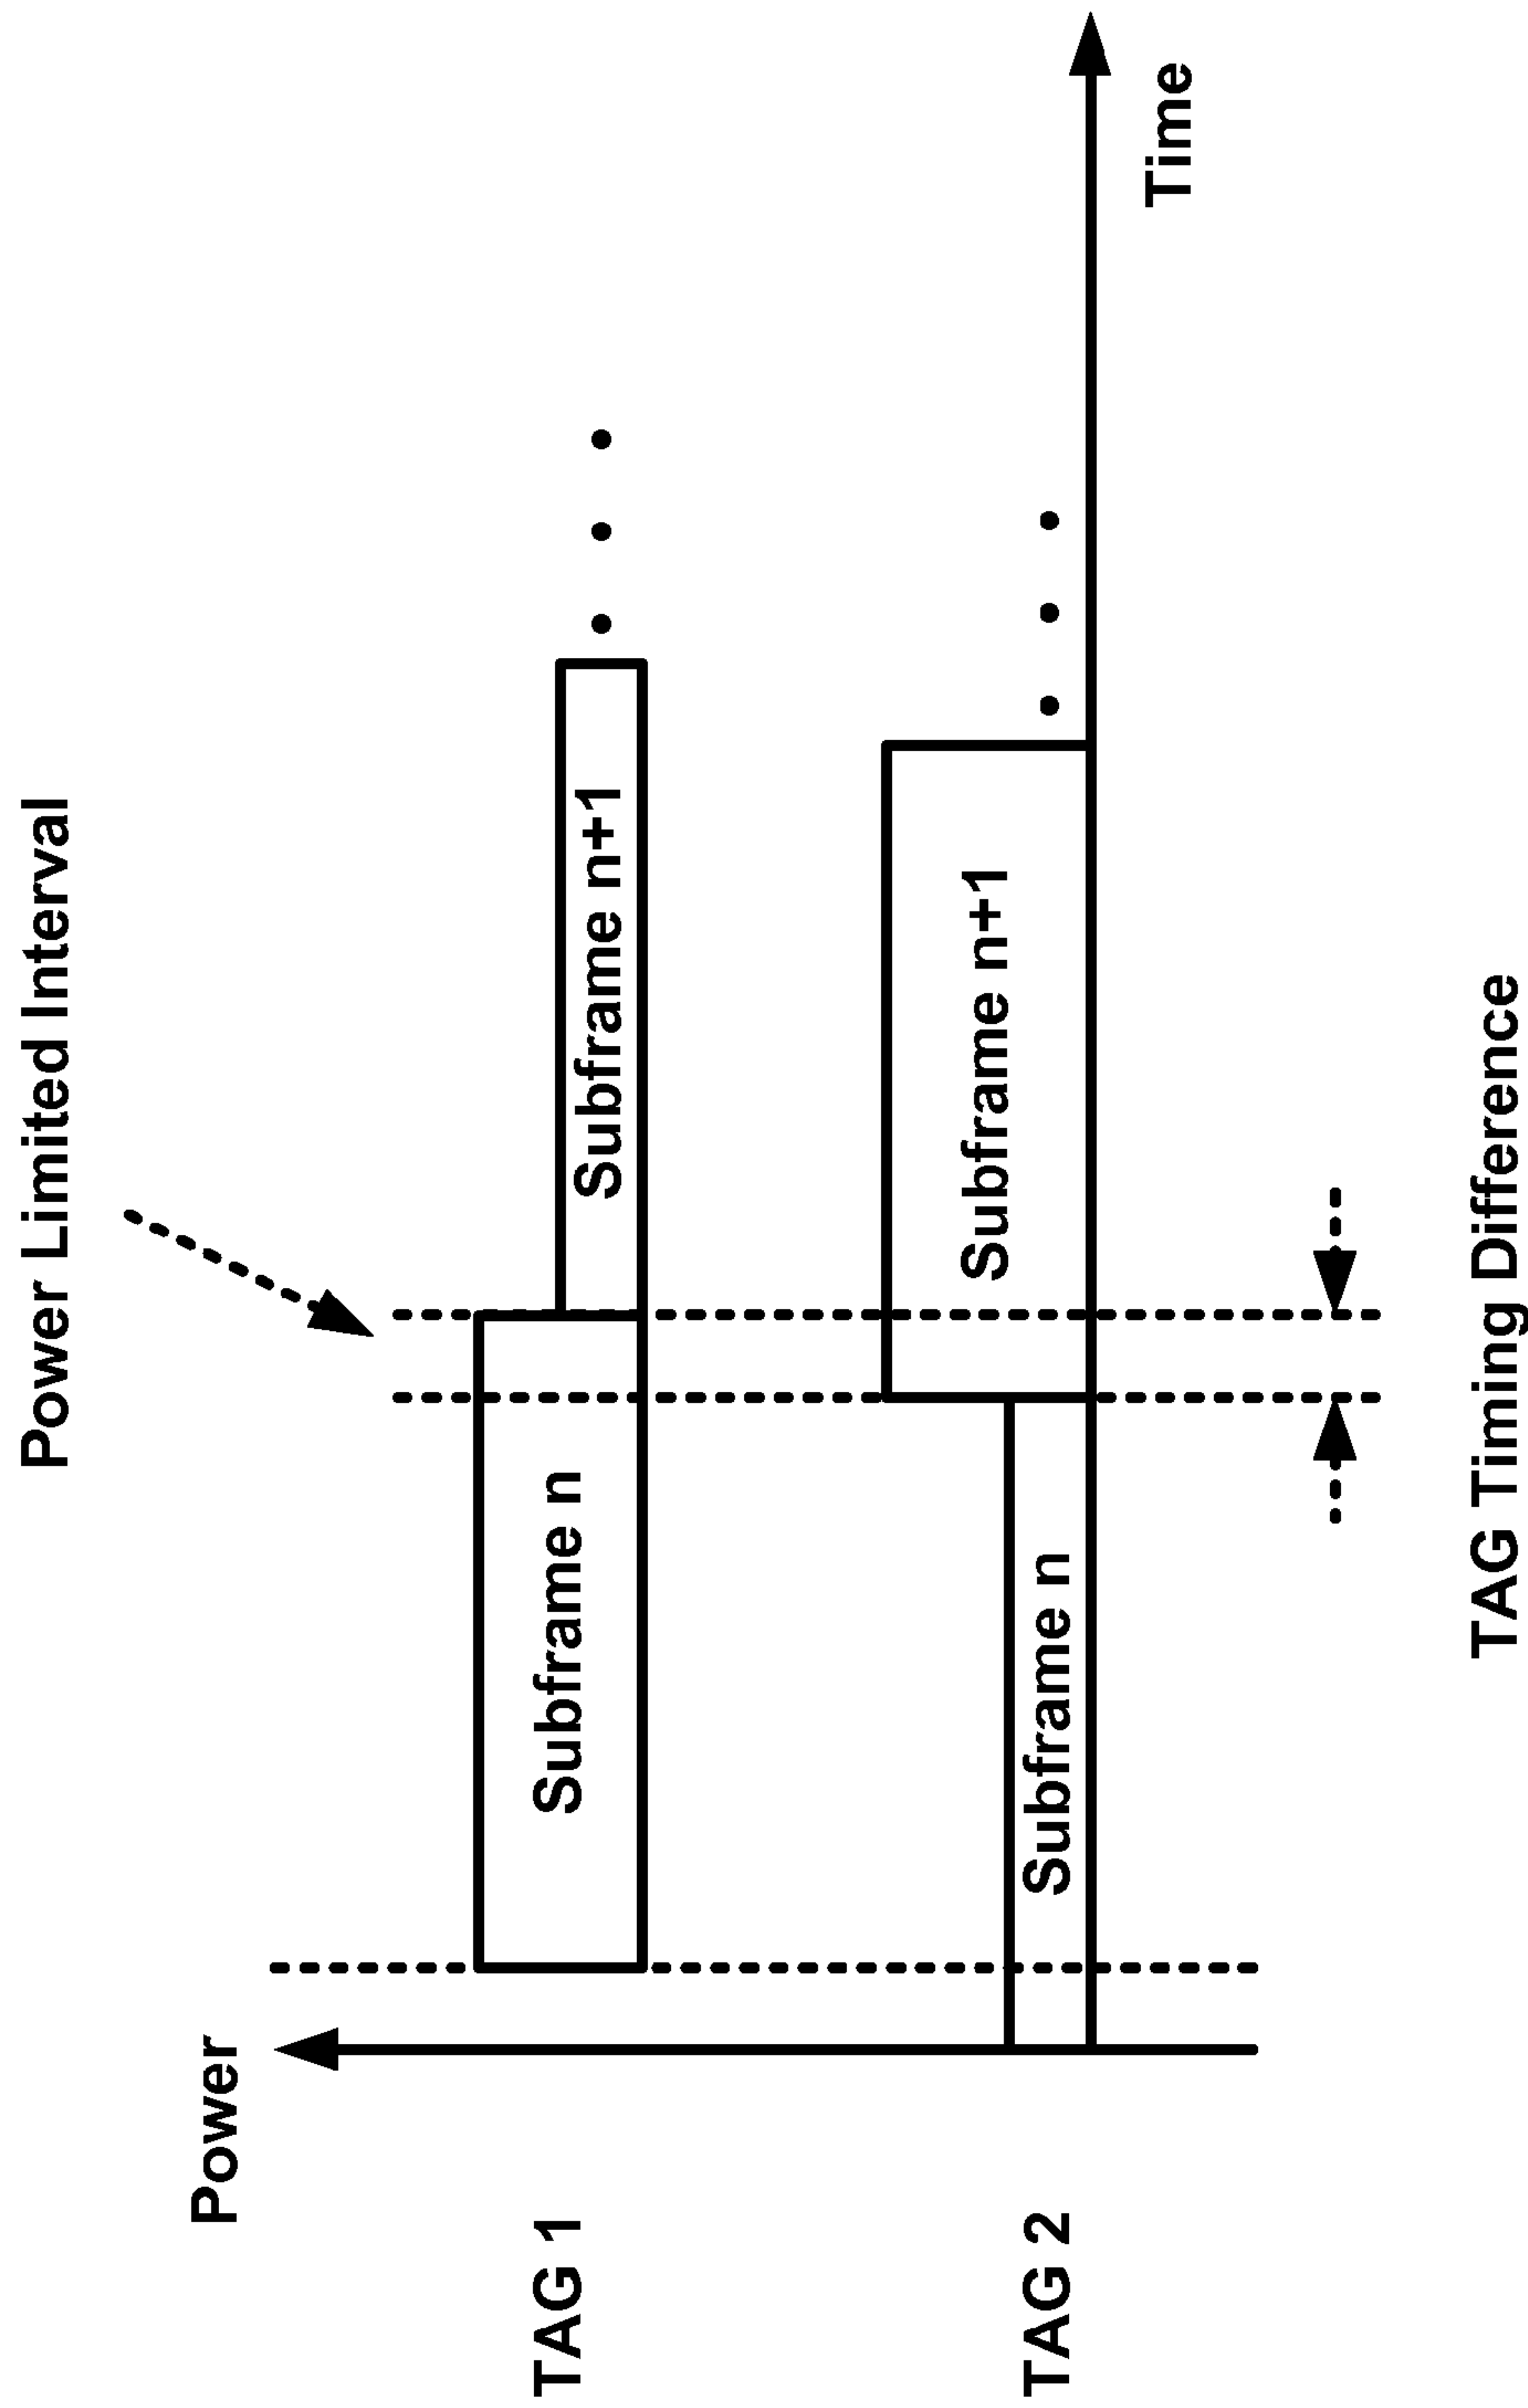 Power Limited Interval
Power
TAG 1
Subframe n
Subframe n+1
TAG 2
Subframe n
Subframe n+1
Time
TAG Timing Difference